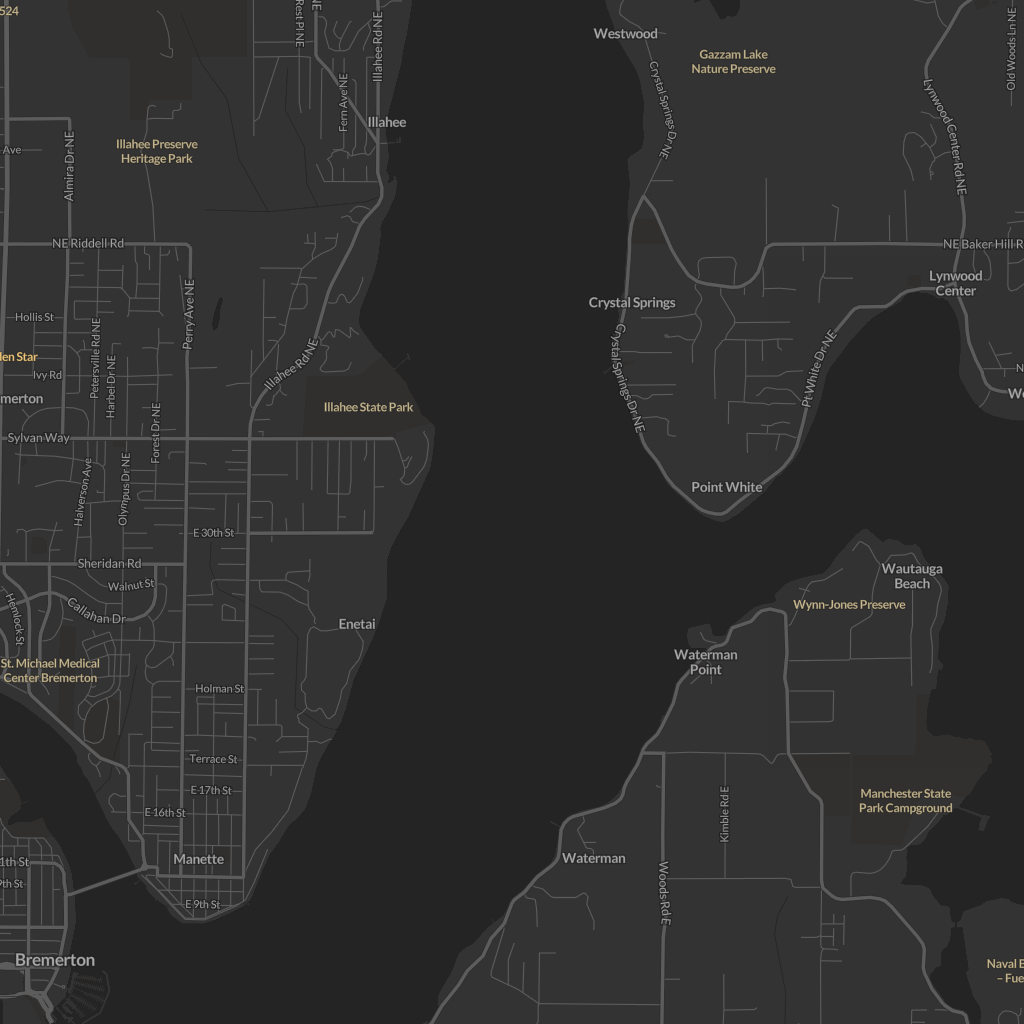 524
Rest Pl NE
NE
Illahee Rd NE
Westwood
Gazzam Lake
Nature Preserve
Old Woods Ln NE
Fern Ave NE
Crystal Springs Dr NE
Lynwood Center Rd NE
Illahee
Ave
Almira Dr NE
Illahee Preserve
Heritage Park
NE Riddell Rd
NE Baker Hill R
Lynwood
Center
Crystal Springs
Perry Ave NE
Hollis St
Petersville Rd NE
Harbel Dr NE
len Star
Ivy Rd
Illahee Rd NE
Crystal Springs Dr NE
Pt White Dr NE
N
We
merton
Forest Dr NE
Illahee State Park
Sylvan Way
Halverson Ave
Olympus Dr NE
Point White
E 30th St
Sheridan Rd
Walnut St
Wautauga
Beach
Hemlock St
Callahan Dr
Wynn-Jones Preserve
Enetai
St. Michael Medical
Center Bremerton
Waterman
Point
Holman St
Terrace St
E 17th St
E 16th St
Kimble Rd E
Manchester State
Park Campground
Manette
Waterman
1th St
9th St
Woods Rd E
E 9th St
Bremerton
Naval B
– Fue